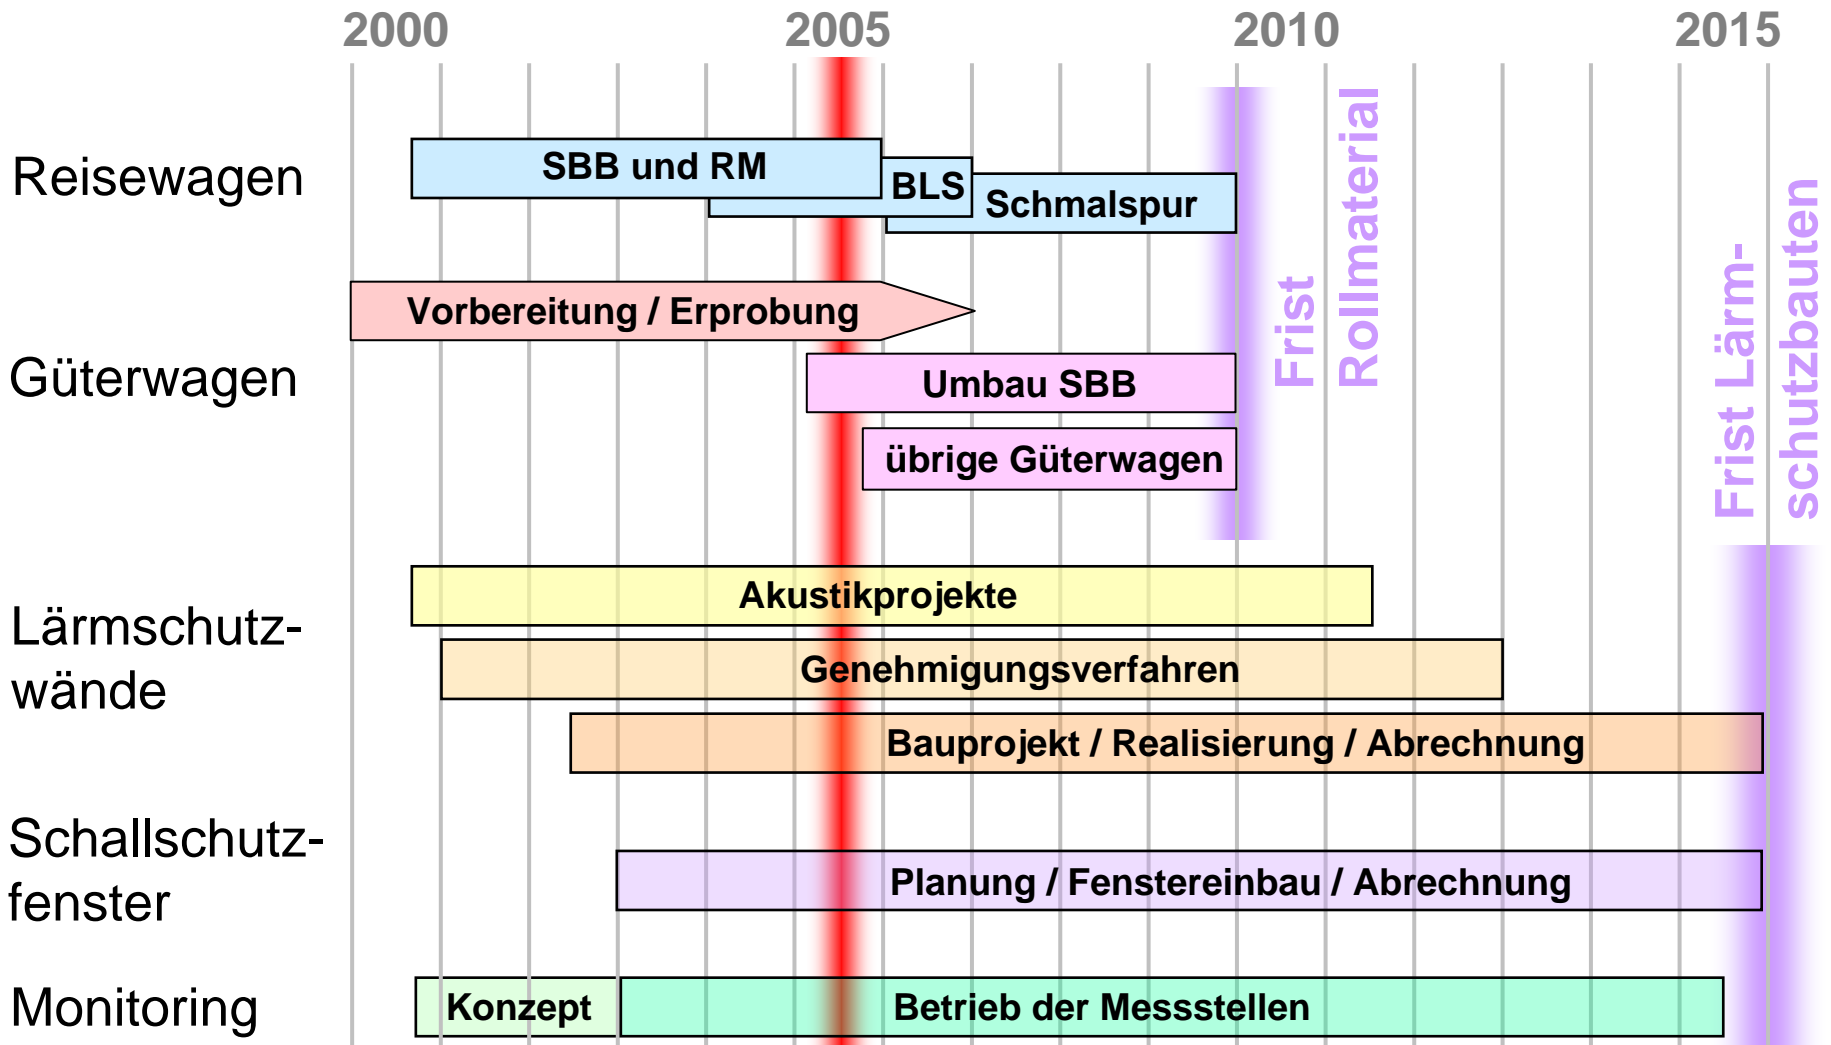 2000 2005 2010 2015
Reisewagen
SBB und RM
BLS
Schmalspur
Frist
Rollmaterial
Güterwagen
Vorbereitung / Erprobung
Umbau SBB
übrige Güterwagen
Frist Lärm-
schutzbauten
Lärmschutz-
wände
Akustikprojekte
Genehmigungsverfahren
Bauprojekt / Realisierung / Abrechnung
Schallschutz-
fenster
Planung / Fenstereinbau / Abrechnung
Monitoring
Konzept
Betrieb der Messstellen